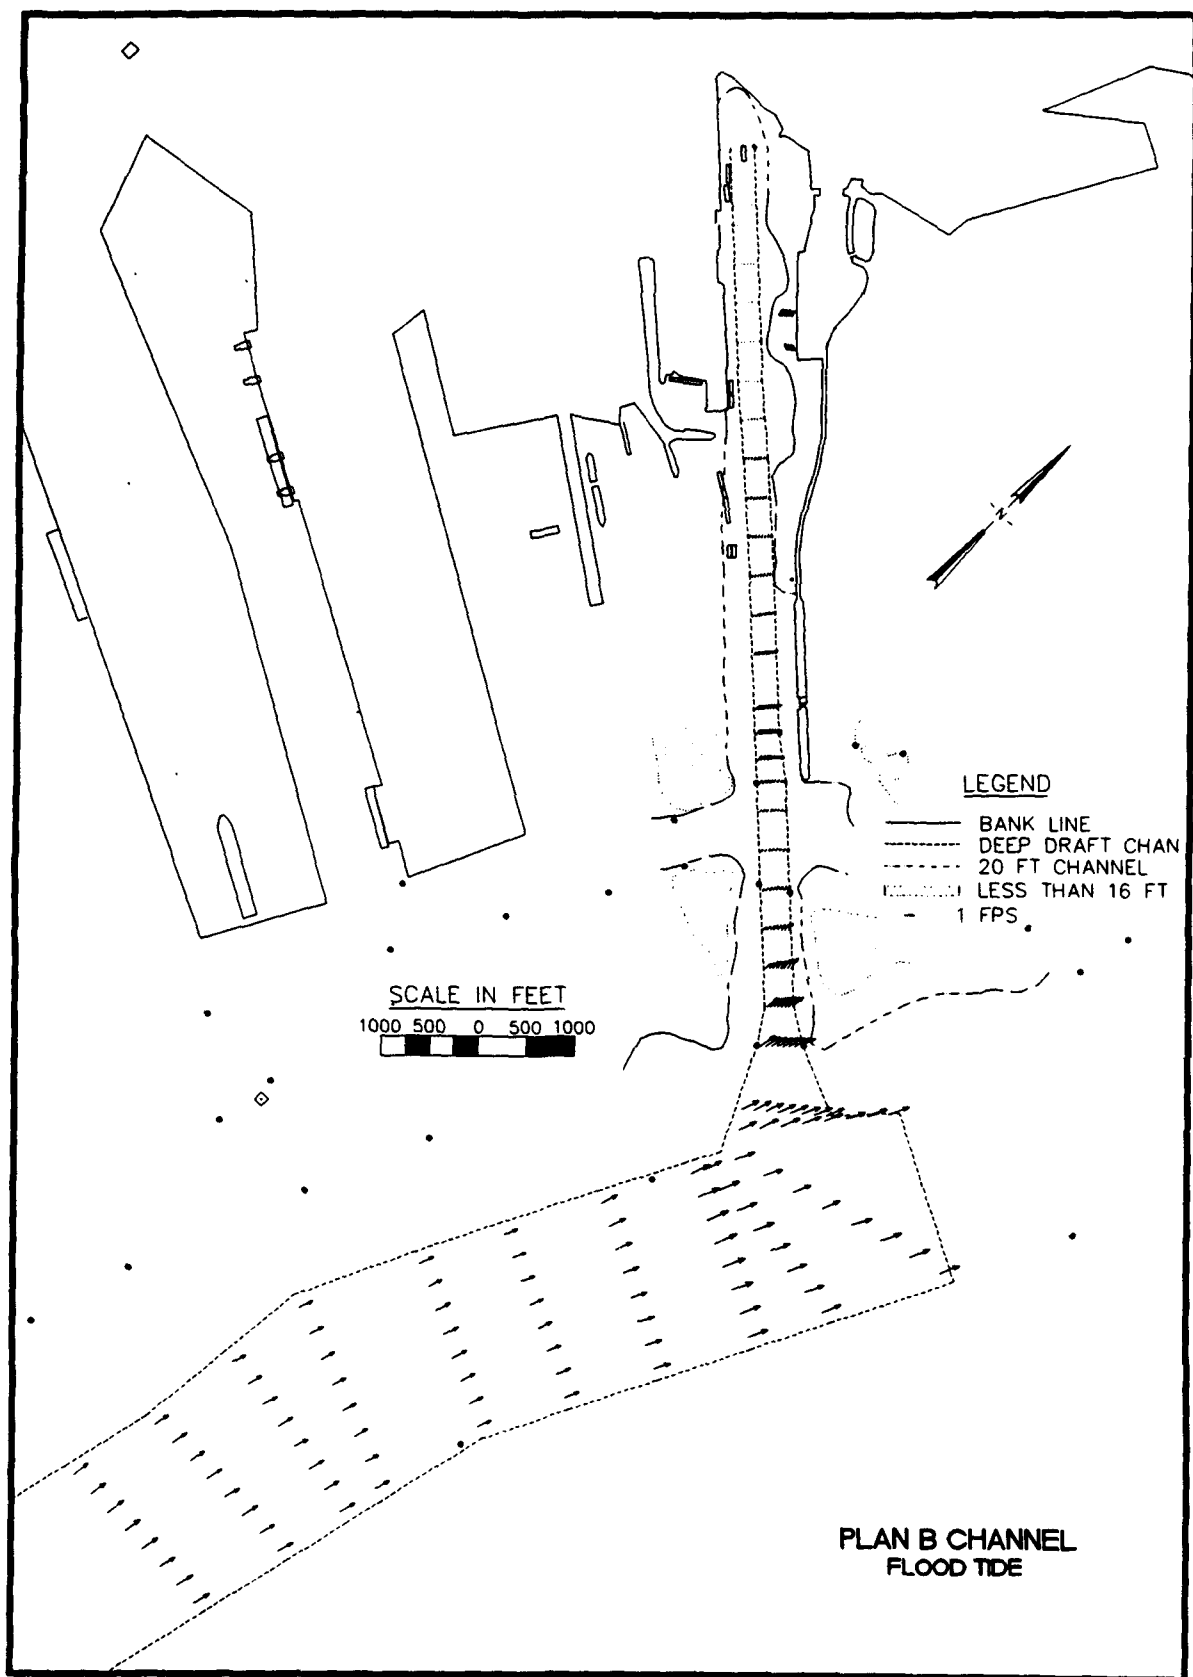 N
LEGEND
BANK LINE
DEEP DRAFT CHAN
20 FT CHANNEL
LESS THAN 16 FT
1 FPS
SCALE IN FEET
1000 500 0 500 1000
PLAN B CHANNEL
FLOOD TIDE